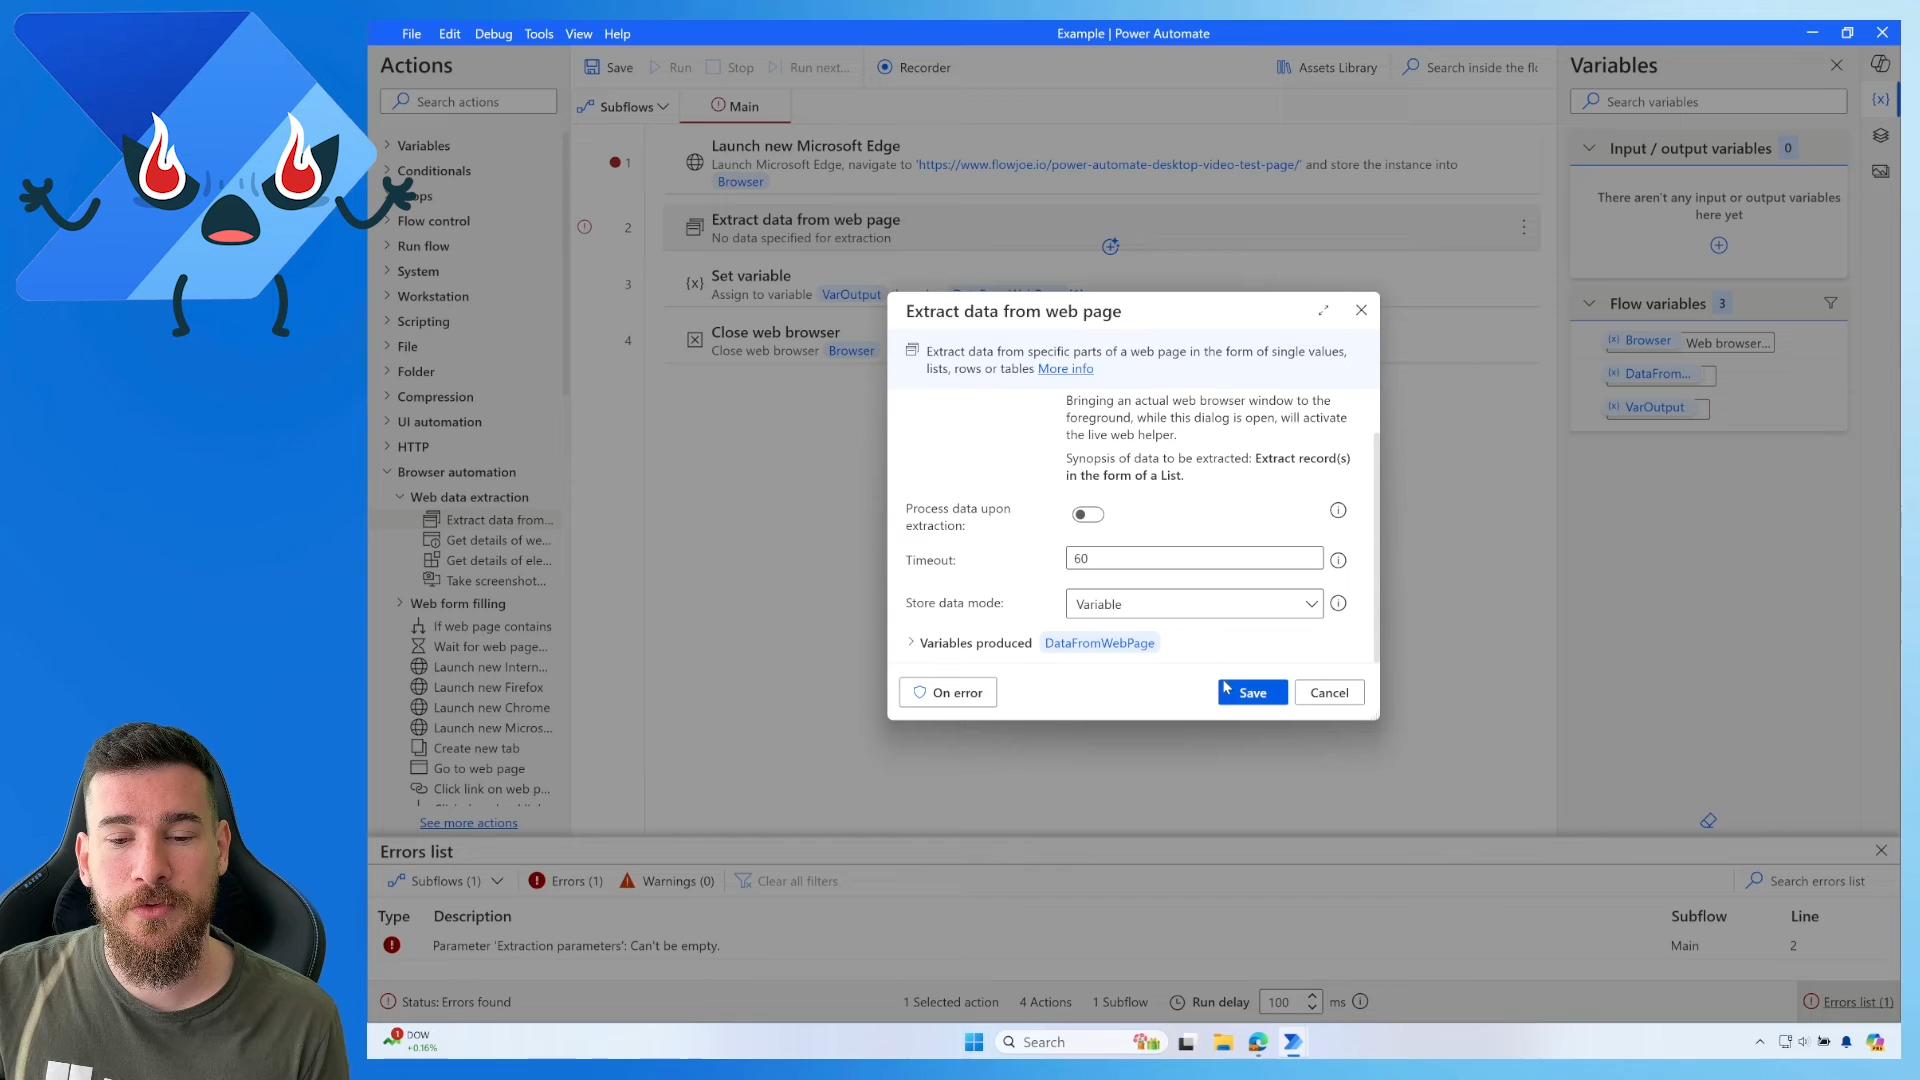 File Edit Debug Tools View Help
Example | Power Automate
Actions
Search actions
Variables
Conditionals
Flow control
Run flow
System
Workstation
Scripting
File
Folder
Compression
UI automation
HTTP
Browser automation
Web data extraction
Extract data from...
Get details of we...
Get details of ele...
Take screenshot...
Web form filling
If web page contains
Wait for web page...
Launch new Intern...
Launch new Firefox
Launch new Chrome
Launch new Micros...
Create new tab
Go to web page
Click link on web p...
See more actions
Save Run Stop Run next... Recorder
Assets Library Search inside the flo
Subflows Main
1 Launch new Microsoft Edge
Launch Microsoft Edge, navigate to 'https://www.flowjoe.io/power-automate-desktop-video-test-page/' and store the instance into
Browser
2 Extract data from web page
No data specified for extraction
3 Set variable
Assign to variable VarOutput
4 Close web browser
Close web browser Browser
Extract data from web page
Extract data from specific parts of a web page in the form of single values,
lists, rows or tables More info
Bringing an actual web browser window to the
foreground, while this dialog is open, will activate
the live web helper.
Synopsis of data to be extracted: Extract record(s)
in the form of a List.
Process data upon
extraction:
Timeout: 60
Store data mode: Variable
Variables produced DataFromWebPage
On error Save Cancel
Variables
Search variables
Input / output variables 0
There aren't any input or output variables
here yet
Flow variables 3
(x) Browser Web browser...
(x) DataFrom...
(x) VarOutput
{x}
Errors list
Subflows (1) Errors (1) Warnings (0) Clear all filters
Search errors list
Type Description Subflow Line
Parameter 'Extraction parameters': Can't be empty. Main 2
Status: Errors found 1 Selected action 4 Actions 1 Subflow Run delay 100 ms
Errors list (1)
1 DOW
+0.16%
Search